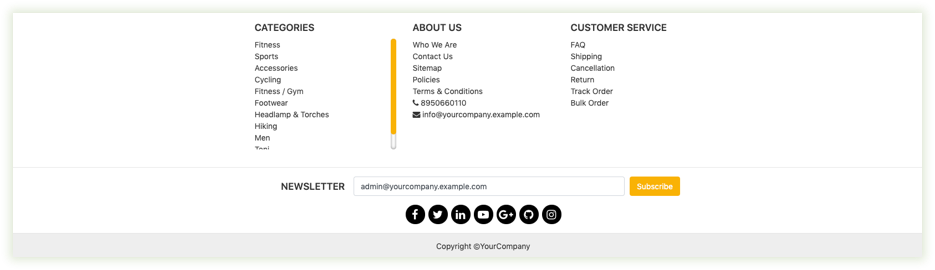 CATEGORIES
Fitness
Sports
Accessories
Cycling
Fitness / Gym
Footwear
Headlamp & Torches
Hiking
Men
ABOUT US
Who We Are
Contact Us
Sitemap
Policies
Terms & Conditions
8950660110
info@yourcompany.example.com
CUSTOMER SERVICE
FAQ
Shipping
Cancellation
Return
Track Order
Bulk Order
NEWSLETTER admin@yourcompany.example.com Subscribe
Copyright ©YourCompany